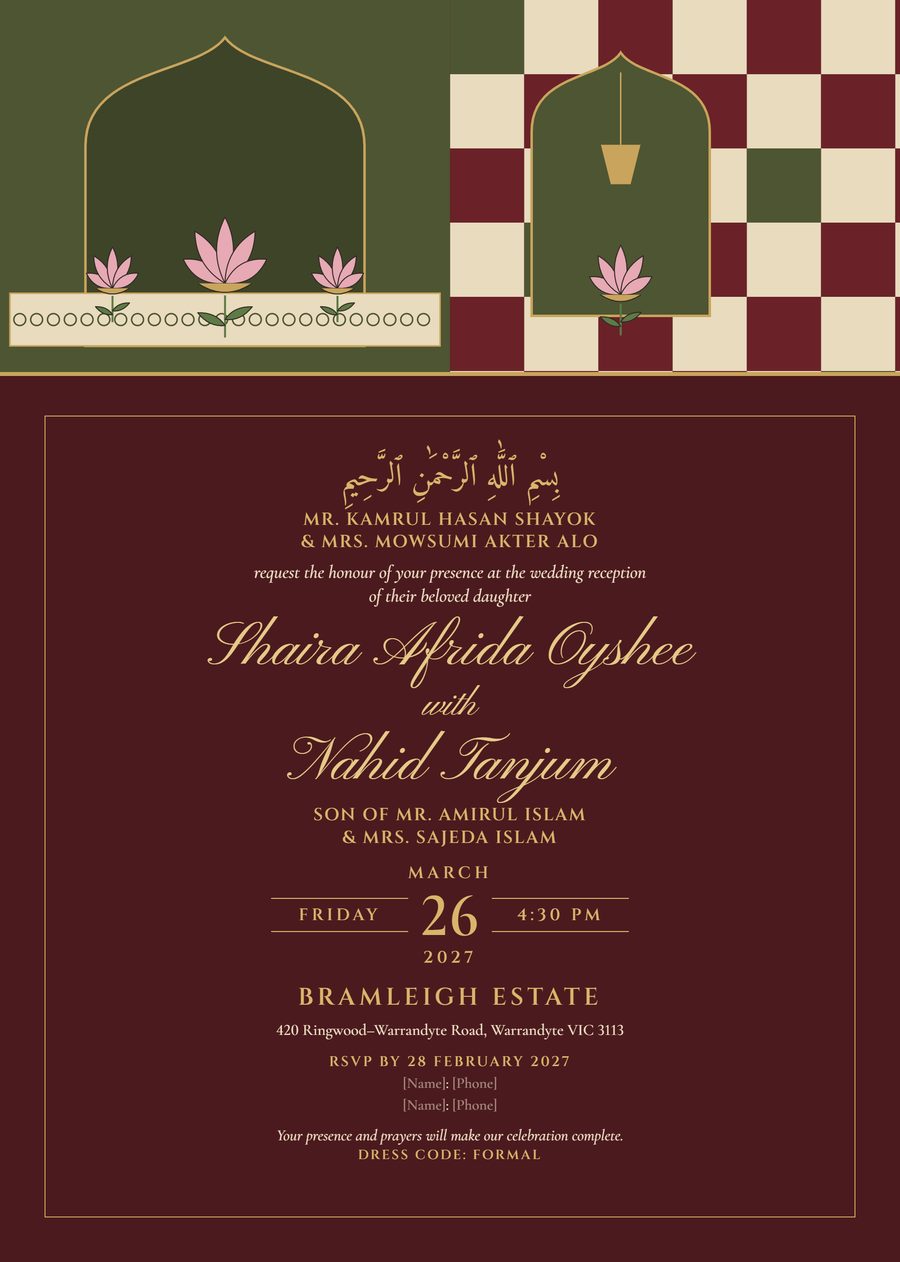 بِسْمِ ٱللَّهِ ٱلرَّحْمَٰنِ ٱلرَّحِيمِ
MR. KAMRUL HASAN SHAYOK
& MRS. MOWSUMI AKTER ALO
request the honour of your presence at the wedding reception
of their beloved daughter
Shaira Afrida Oyshee
with
Nahid Tanjum
SON OF MR. AMIRUL ISLAM
& MRS. SAJEDA ISLAM
MARCH
FRIDAY 26 4:30 PM
2027
BRAMLEIGH ESTATE
420 Ringwood–Warrandyte Road, Warrandyte VIC 3113
RSVP BY 28 FEBRUARY 2027
[Name]: [Phone]
[Name]: [Phone]
Your presence and prayers will make our celebration complete.
DRESS CODE: FORMAL